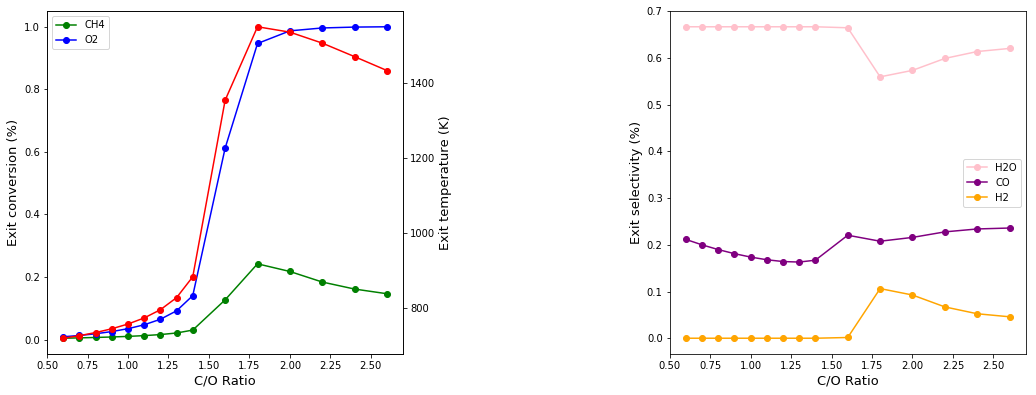 CH4
O2
1.0
0.8
0.6
0.4
0.2
0.0
Exit conversion (%)
1400
1200
1000
800
Exit temperature (K)
0.50 0.75 1.00 1.25 1.50 1.75 2.00 2.25 2.50
C/O Ratio
0.7
0.6
0.5
0.4
0.3
0.2
0.1
0.0
Exit selectivity (%)
H2O
CO
H2
0.50 0.75 1.00 1.25 1.50 1.75 2.00 2.25 2.50
C/O Ratio